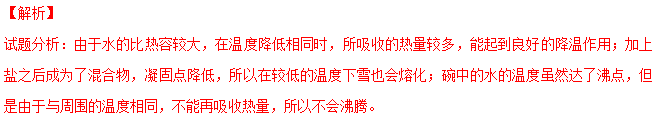 【解析】
试题分析：由于水的比热容较大，在温度降低相同时，所吸收的热量较多，能起到良好的降温作用；加上
盐之后成为了混合物，凝固点降低，所以在较低的温度下雪也会熔化；碗中的水的温度虽然达了沸点，但
是由于与周围的温度相同，不能再吸收热量，所以不会沸腾。